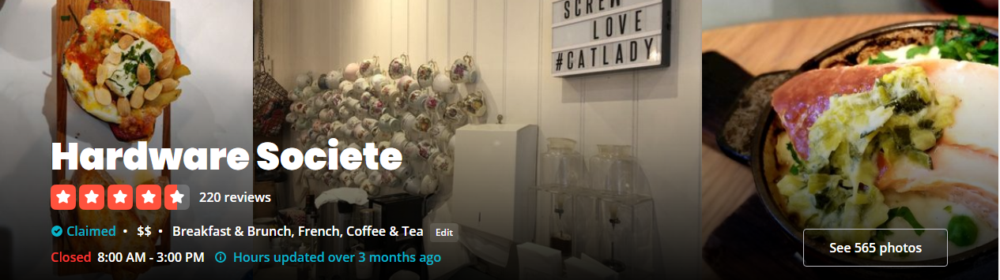 SCREW
LOVE
#CATLADY
Hardware Societe
220 reviews
Claimed • $$ • Breakfast & Brunch, French, Coffee & Tea Edit
Closed 8:00 AM - 3:00 PM Hours updated over 3 months ago
See 565 photos